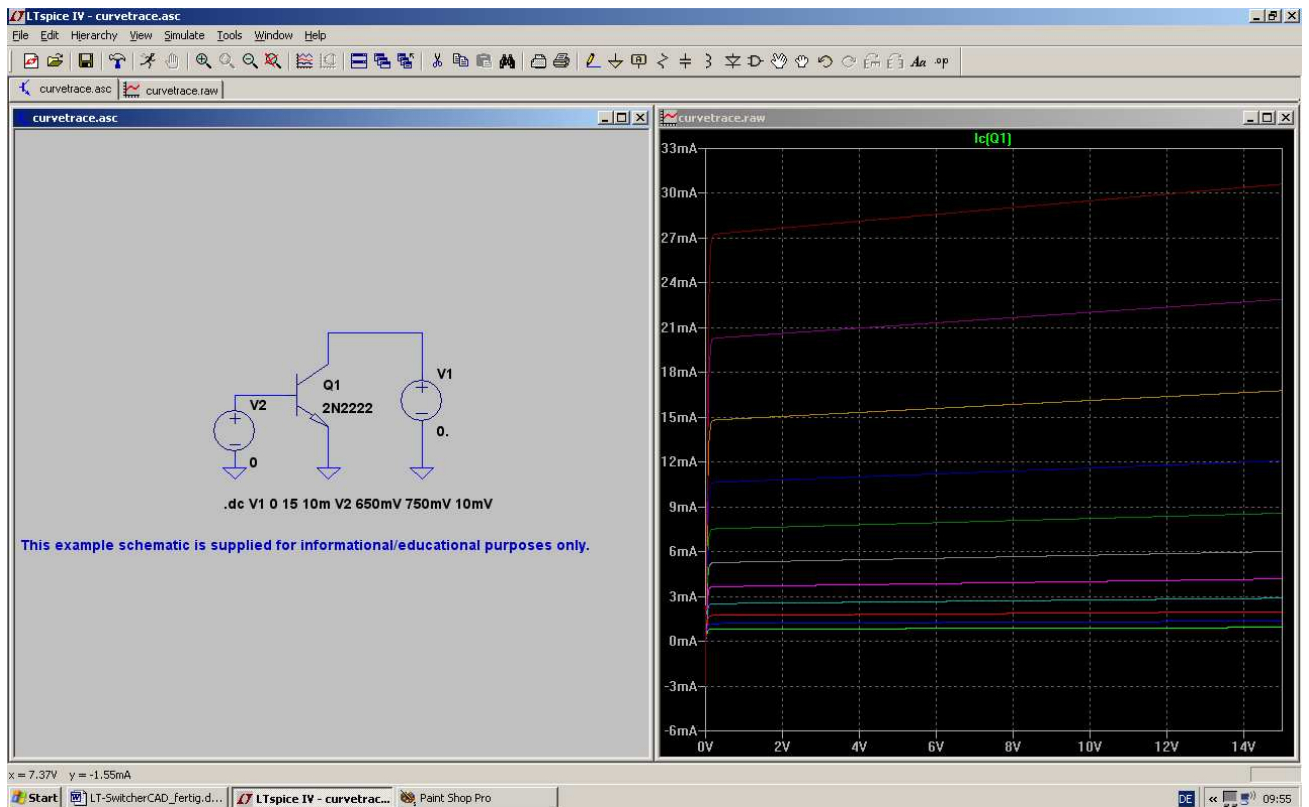 LTspice IV - curvetrace.asc
File Edit Hierarchy View Simulate Tools Window Help
Aa .op
curvetrace.asc curvetrace.raw
curvetrace.asc
curvetrace.raw
Ic(Q1)
33mA
30mA
27mA
24mA
21mA
18mA
15mA
12mA
9mA
6mA
3mA
0mA
-3mA
-6mA
0V 2V 4V 6V 8V 10V 12V 14V
V1
Q1
V2
2N2222
0.
0
.dc V1 0 15 10m V2 650mV 750mV 10mV
This example schematic is supplied for informational/educational purposes only.
x = 7.37V y = -1.55mA
Start LT-SwitcherCAD_fertig.d... LTspice IV - curvetrac... Paint Shop Pro DE « 09:55